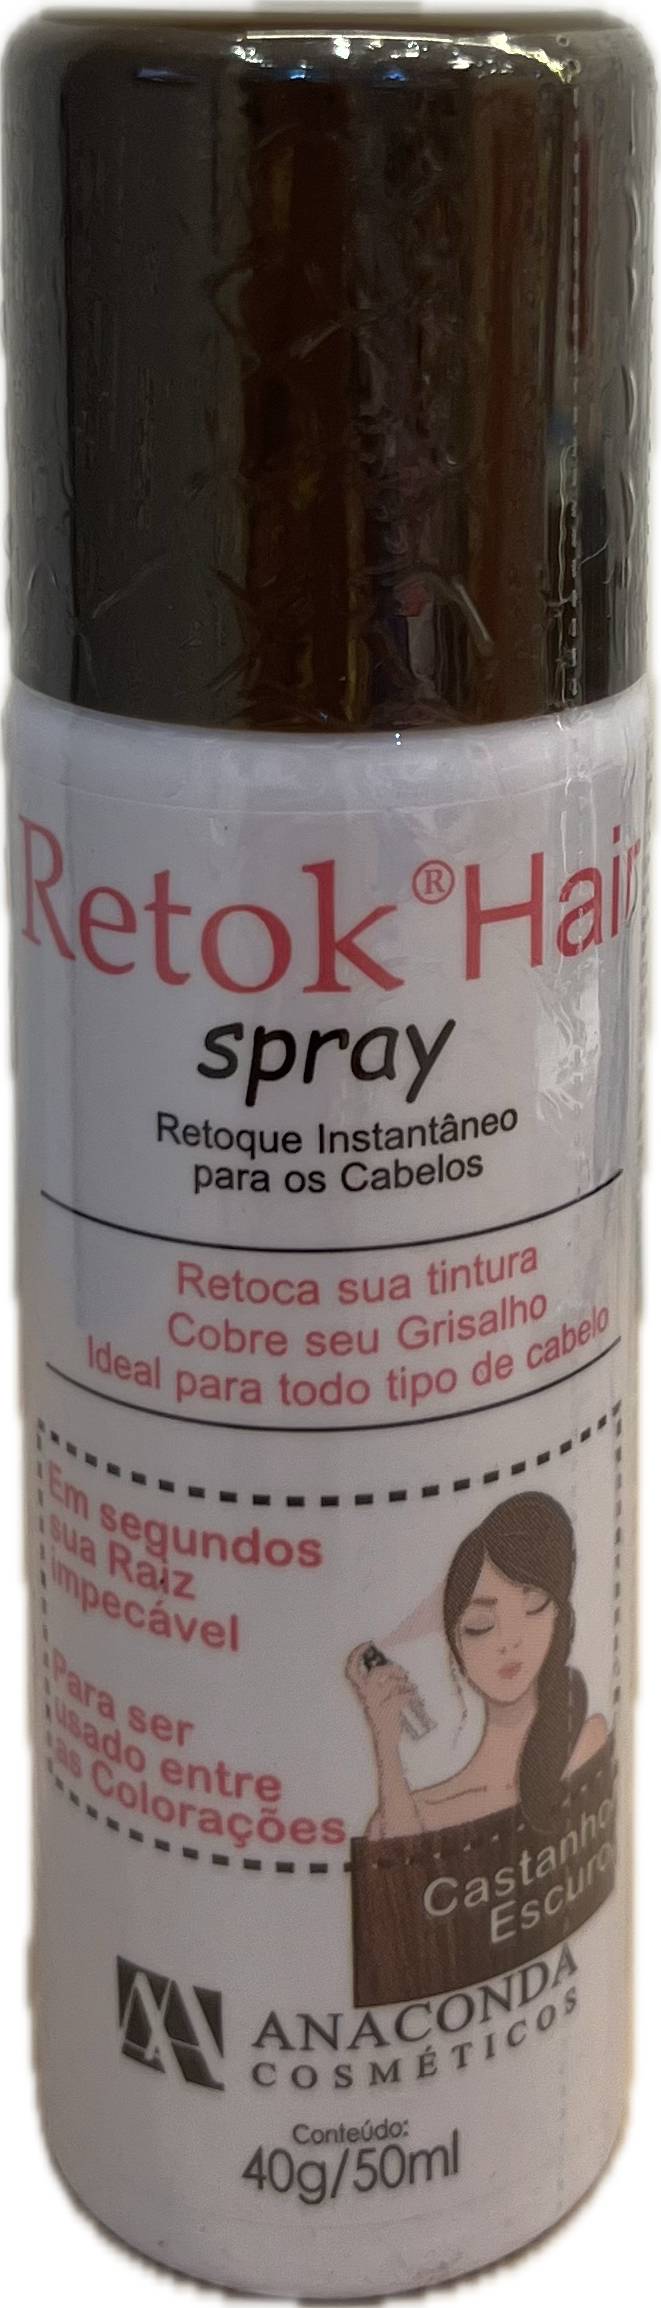 Retok® Hair
spray
Retoque Instantâneo
para os Cabelos
Retoca sua tintura
Cobre seu Grisalho
Ideal para todo tipo de cabelo
Em segundos
sua Raiz
impecável
Para ser
usado entre
as Colorações
Castanho
Escuro
ANACONDA
COSMÉTICOS
Conteúdo:
40g/50ml